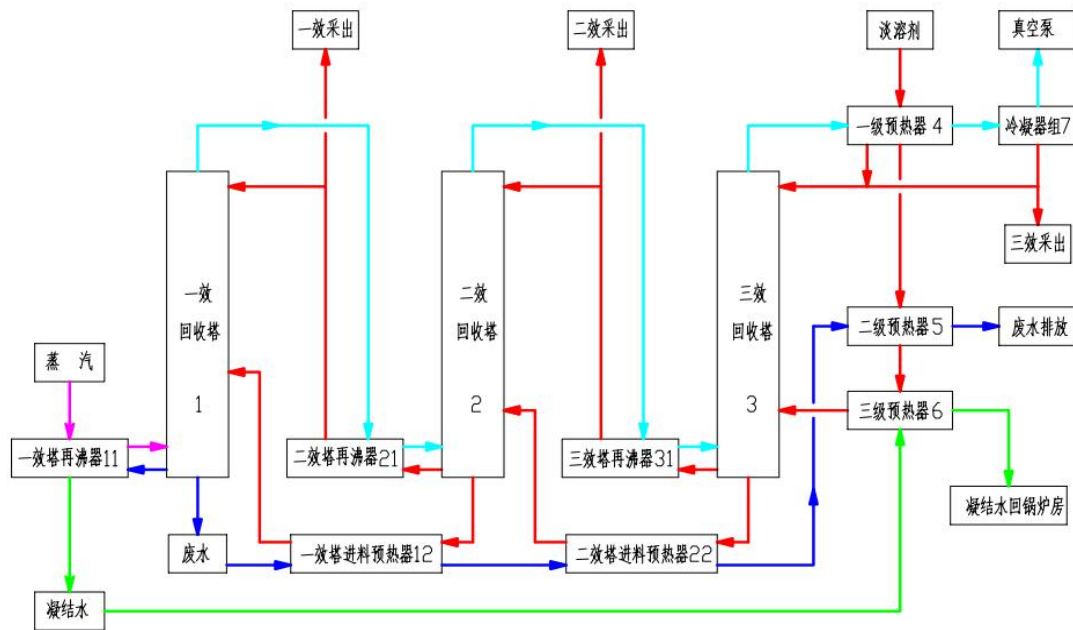 一效采出
二效采出
淡溶剂
真空泵
一级预热器 4
冷凝器组7
一效
回收塔
1
二效
回收塔
2
三效
回收塔
3
三效采出
二级预热器5
废水排放
蒸 汽
三级预热器6
一效塔再沸器11
二效塔再沸器21
三效塔再沸器31
凝结水回锅炉房
废水
一效塔进料预热器12
二效塔进料预热器22
凝结水